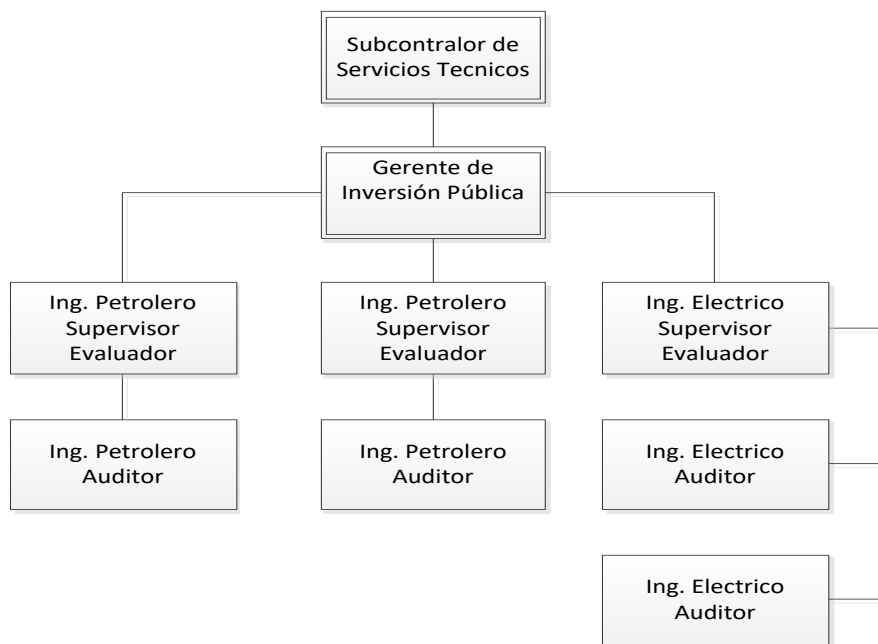 Subcontralor de
Servicios Tecnicos
Gerente de
Inversión Pública
Ing. Petrolero
Supervisor
Evaluador
Ing. Petrolero
Supervisor
Evaluador
Ing. Electrico
Supervisor
Evaluador
Ing. Petrolero
Auditor
Ing. Petrolero
Auditor
Ing. Electrico
Auditor
Ing. Electrico
Auditor